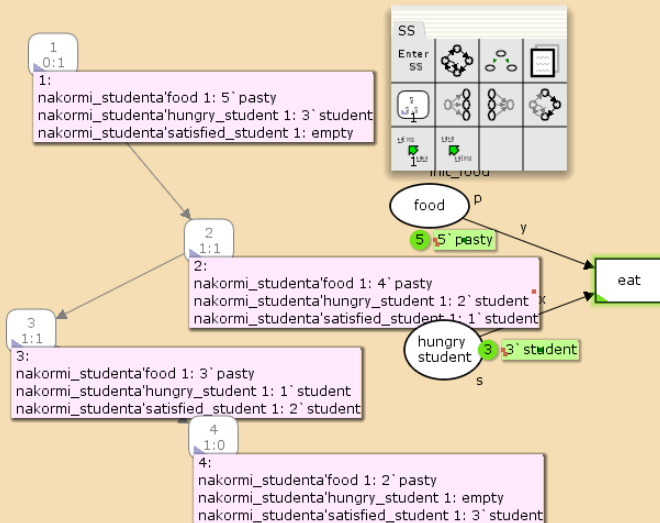 SS
Enter
SS
1
1
1
0:1
1:
nakormi_studenta'food 1: 5`pasty
nakormi_studenta'hungry_student 1: 3`student
nakormi_studenta'satisfied_student 1: empty
init_food
food
p
5
5`pasty
y
eat
2
1:1
2:
nakormi_studenta'food 1: 4`pasty
nakormi_studenta'hungry_student 1: 2`student
nakormi_studenta'satisfied_student 1: 1`student
x
hungry
student
3
3`student
s
3
1:1
3:
nakormi_studenta'food 1: 3`pasty
nakormi_studenta'hungry_student 1: 1`student
nakormi_studenta'satisfied_student 1: 2`student
4
1:0
4:
nakormi_studenta'food 1: 2`pasty
nakormi_studenta'hungry_student 1: empty
nakormi_studenta'satisfied_student 1: 3`student